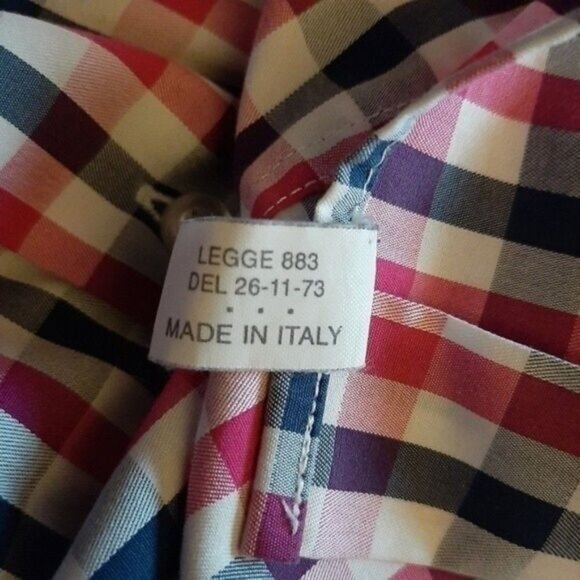 LEGGE 883
DEL 26-11-73
• • •
MADE IN ITALY